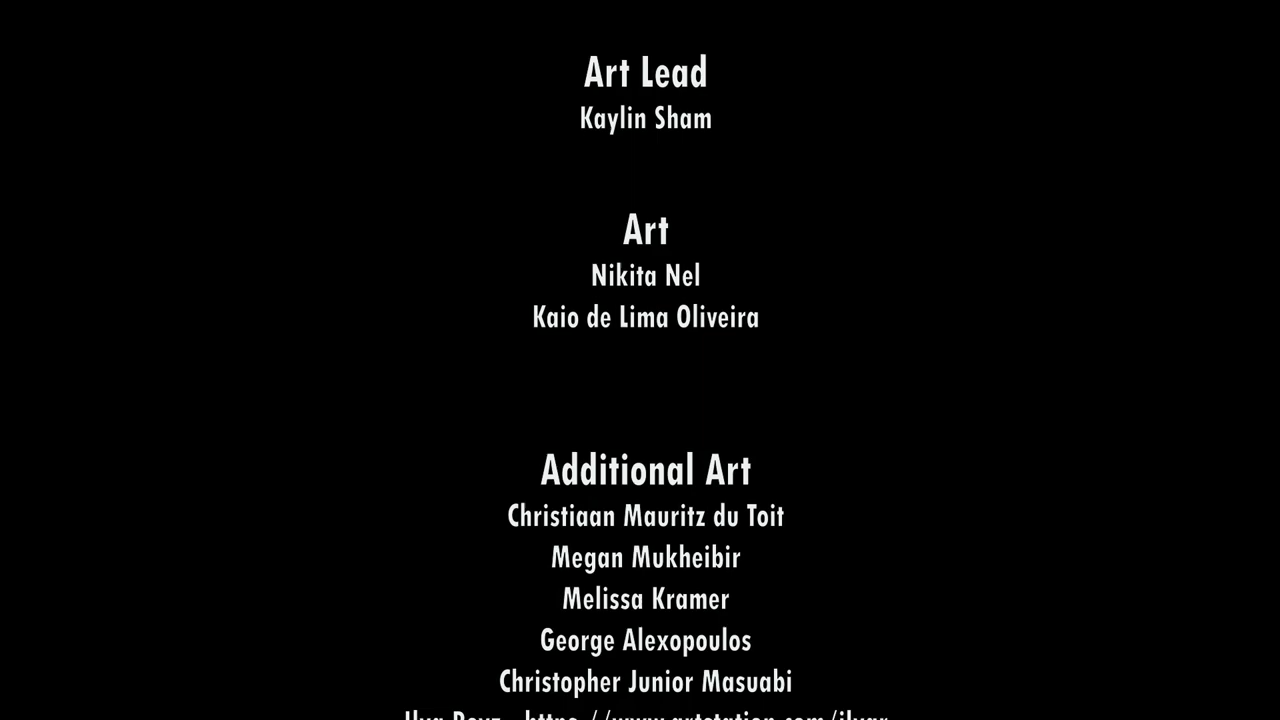 Art Lead
Kaylin Sham
Art
Nikita Nel
Kaio de Lima Oliveira
Additional Art
Christiaan Mauritz du Toit
Megan Mukheibir
Melissa Kramer
George Alexopoulos
Christopher Junior Masuabi